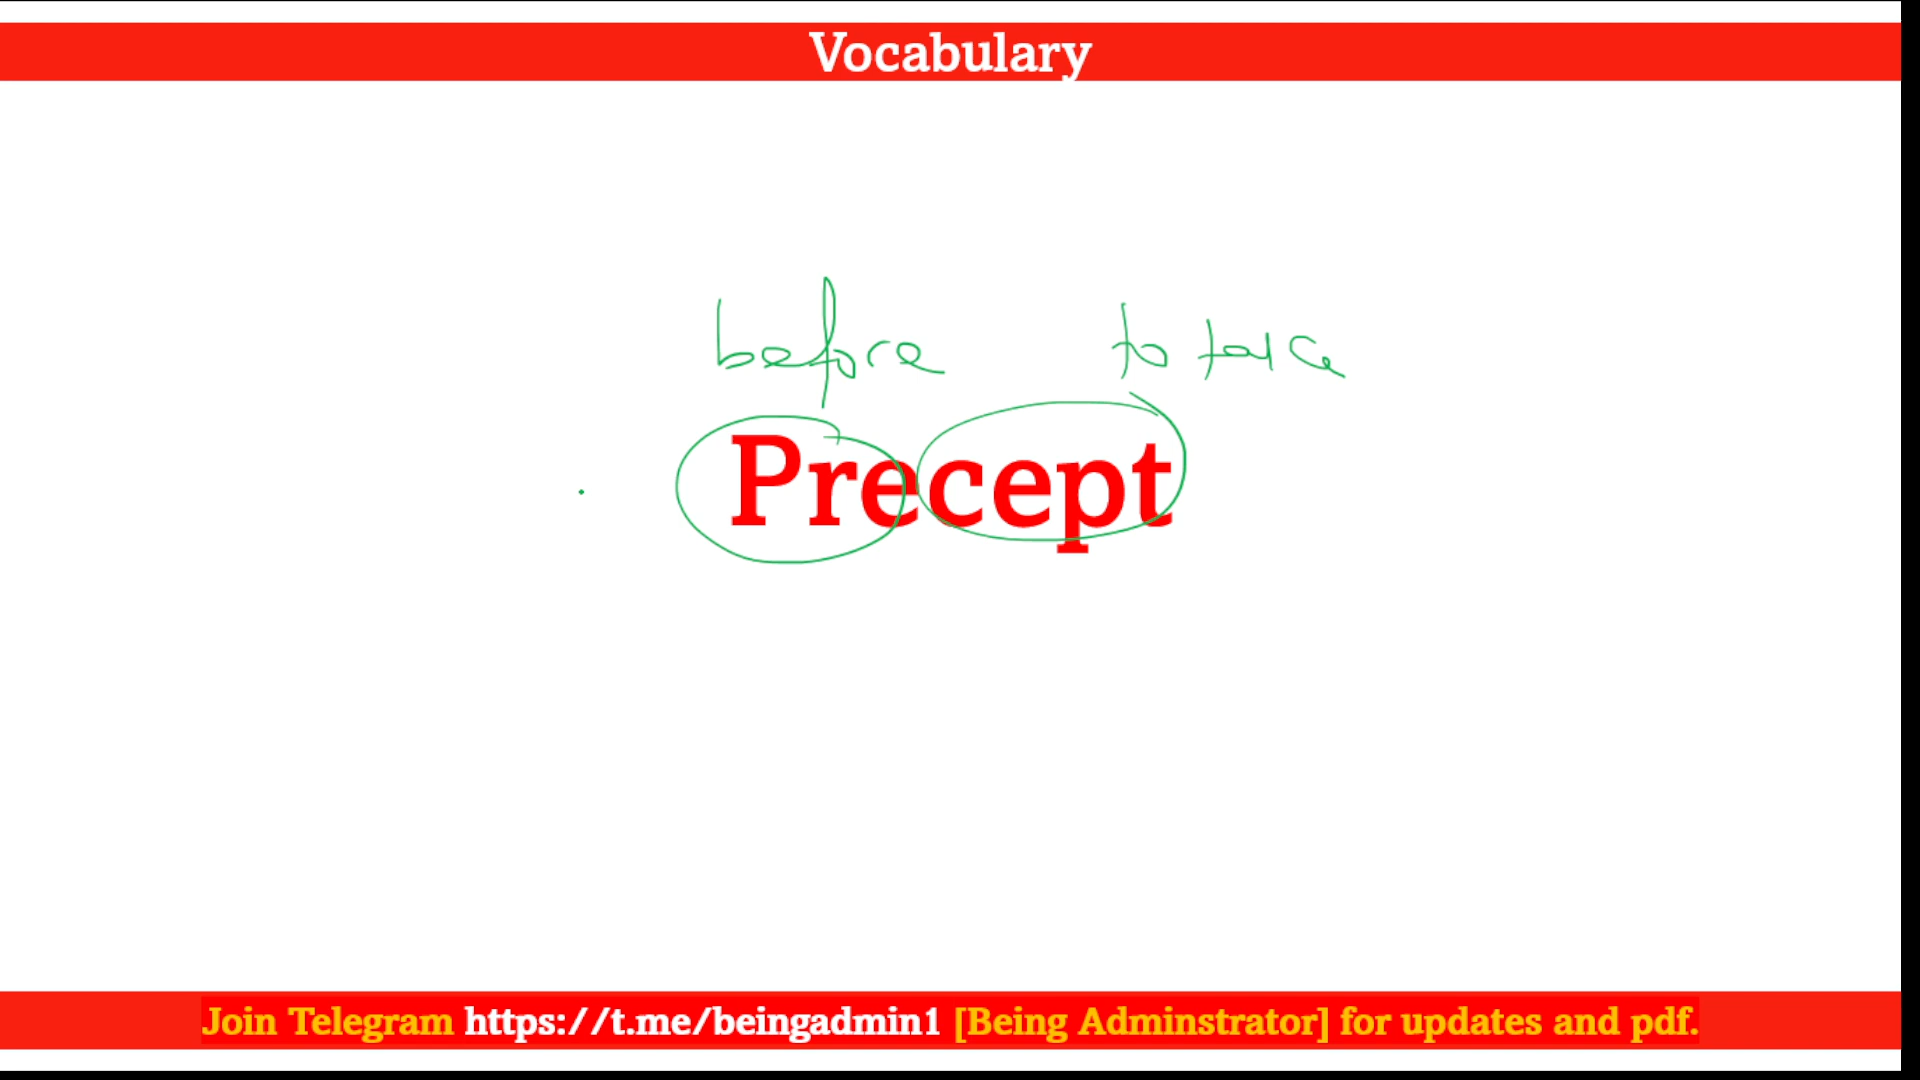 Vocabulary
before to take
Precept
Join Telegram https://t.me/beingadmin1 [Being Adminstrator] for updates and pdf.